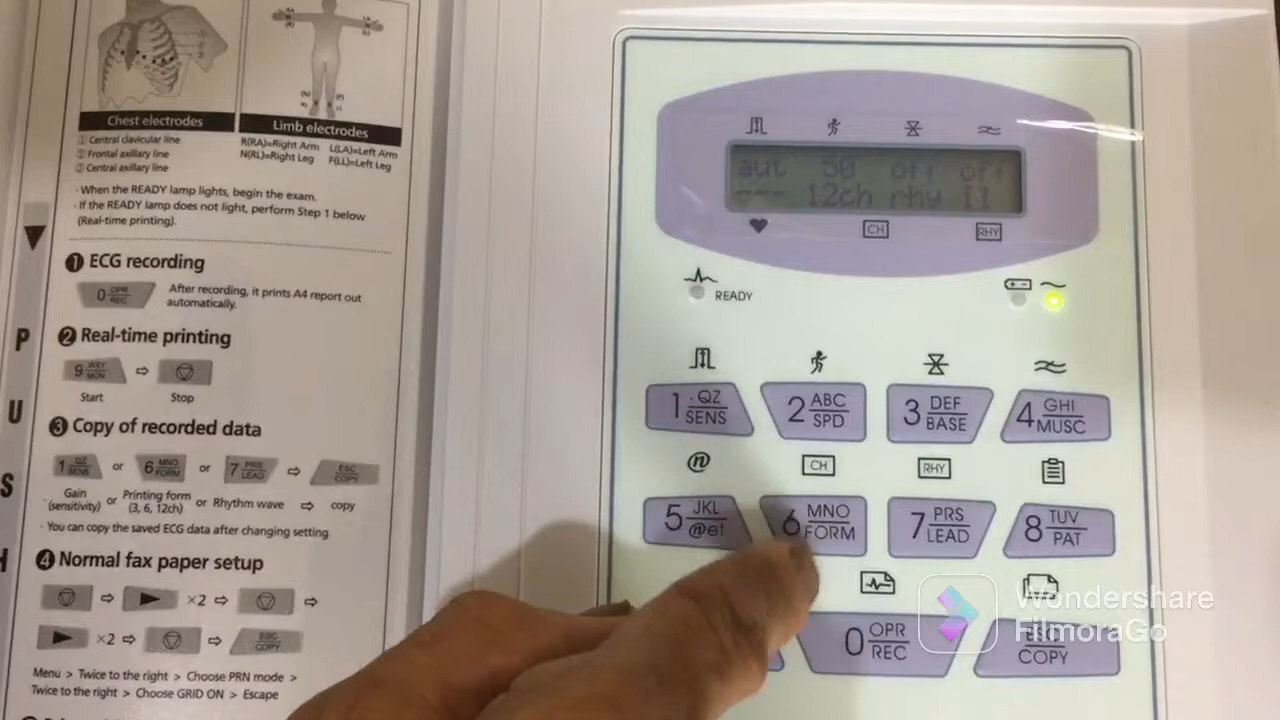 Chest electrodes
Limb electrodes
① Central clavicular line
② Frontal axillary line
③ Central axillary line
R(RA)=Right Arm L(LA)=Left Arm
N(RL)=Right Leg F(LL)=Left Leg
· When the READY lamp lights, begin the exam.
· If the READY lamp does not light, perform Step 1 below
(Real-time printing).
❶ ECG recording
0 OPR REC
After recording, it prints A4 report out
automatically.
❷ Real-time printing
9 WXY MON
Start Stop
❸ Copy of recorded data
1 QZ SENS or 6 MNO FORM or 7 PRS LEAD ⇨ ESC COPY
Gain (sensitivity) or Printing form (3, 6, 12ch) or Rhythm wave ⇨ copy
· You can copy the saved ECG data after changing setting
❹ Normal fax paper setup
⇨ ×2 ⇨ ⇨
×2 ⇨ ⇨ ESC COPY
Menu > Twice to the right > Choose PRN mode >
Twice to the right > Choose GRID ON > Escape
P
U
S
H
aut 50 off off
--- 12ch rhy II
CH RHY
READY
1 .QZ SENS
2 ABC SPD
3 DEF BASE
4 GHI MUSC
@ CH RHY
5 JKL @et
6 MNO FORM
7 PRS LEAD
8 TUV PAT
0 OPR REC
ESC COPY
Wondershare
FilmoraGo